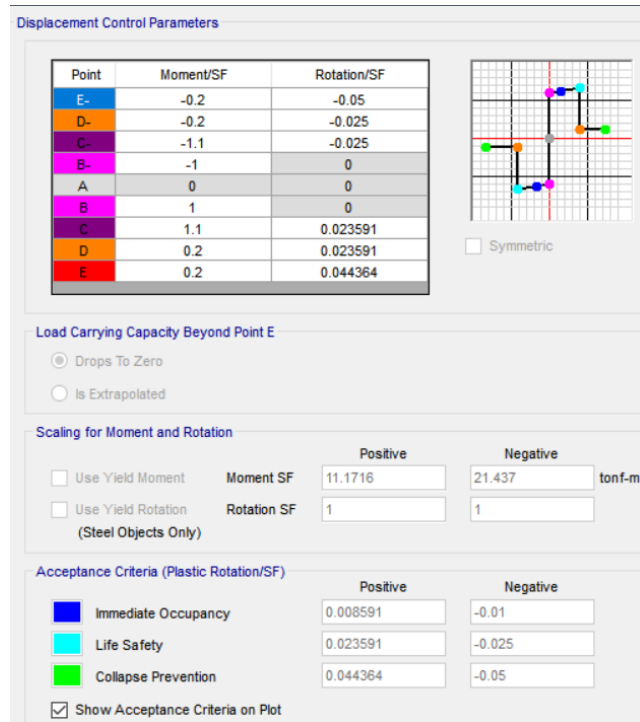 Displacement Control Parameters
Point Moment/SF Rotation/SF
E- -0.2 -0.05
D- -0.2 -0.025
C- -1.1 -0.025
B- -1 0
A 0 0
B 1 0
C 1.1 0.023591
D 0.2 0.023591
E 0.2 0.044364
Symmetric
Load Carrying Capacity Beyond Point E
Drops To Zero
Is Extrapolated
Scaling for Moment and Rotation
Positive Negative
Use Yield Moment Moment SF 11.1716 21.437 tonf-m
Use Yield Rotation Rotation SF 1 1
(Steel Objects Only)
Acceptance Criteria (Plastic Rotation/SF)
Positive Negative
Immediate Occupancy 0.008591 -0.01
Life Safety 0.023591 -0.025
Collapse Prevention 0.044364 -0.05
Show Acceptance Criteria on Plot